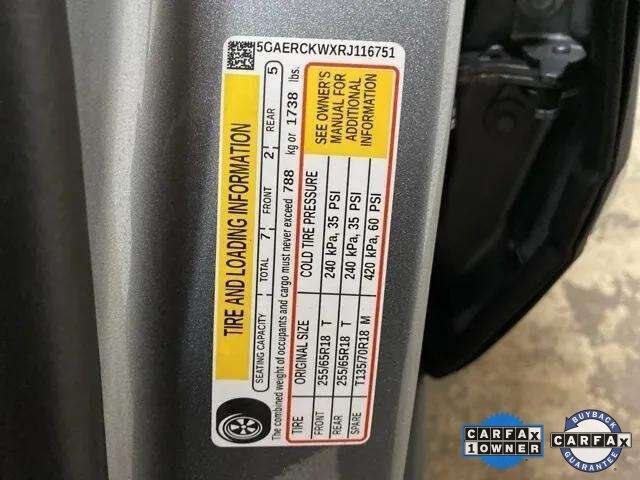 5GAERCKWXRJ116751
TIRE AND LOADING INFORMATION
SEATING CAPACITY TOTAL 7 FRONT 2 REAR 5
The combined weight of occupants and cargo must never exceed 788 kg or 1738 lbs.
TIRE ORIGINAL SIZE COLD TIRE PRESSURE
FRONT 255/65R18 T 240 kPa, 35 PSI
REAR 255/65R18 T 240 kPa, 35 PSI
SPARE T135/70R18 M 420 kPa, 60 PSI
SEE OWNER'S
MANUAL FOR
ADDITIONAL
INFORMATION
CARFAX
1 OWNER
BUYBACK
CARFAX
GUARANTEE